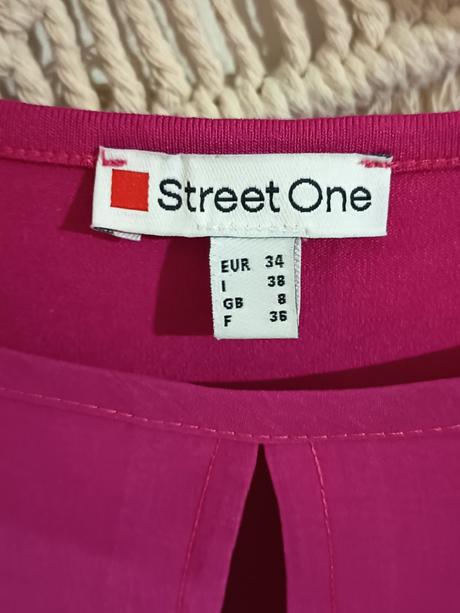 Street One
EUR 34
I 38
GB 8
F 36